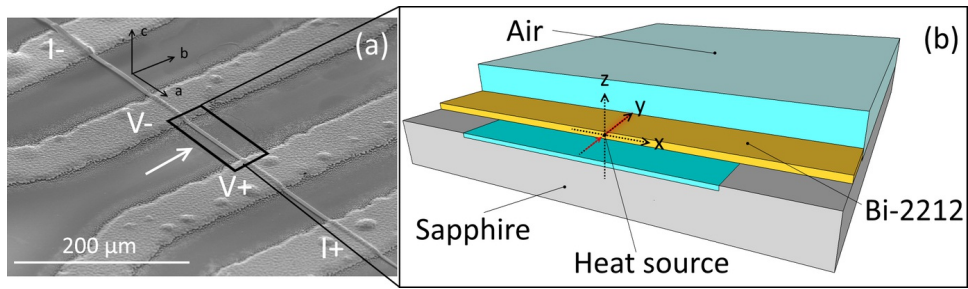 (a)
I-
c
b
a
V-
V+
I+
200 µm
(b)
Air
z
y
x
Bi-2212
Sapphire
Heat source